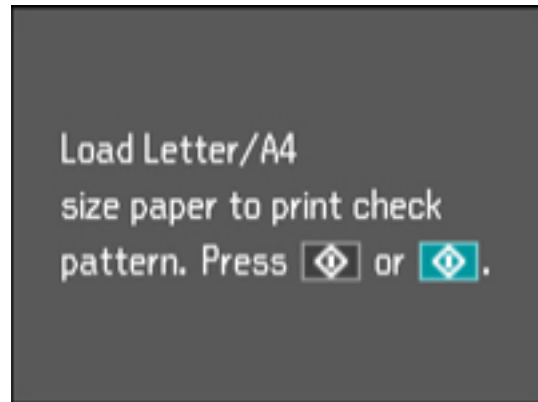 Load Letter/A4
size paper to print check
pattern. Press or .